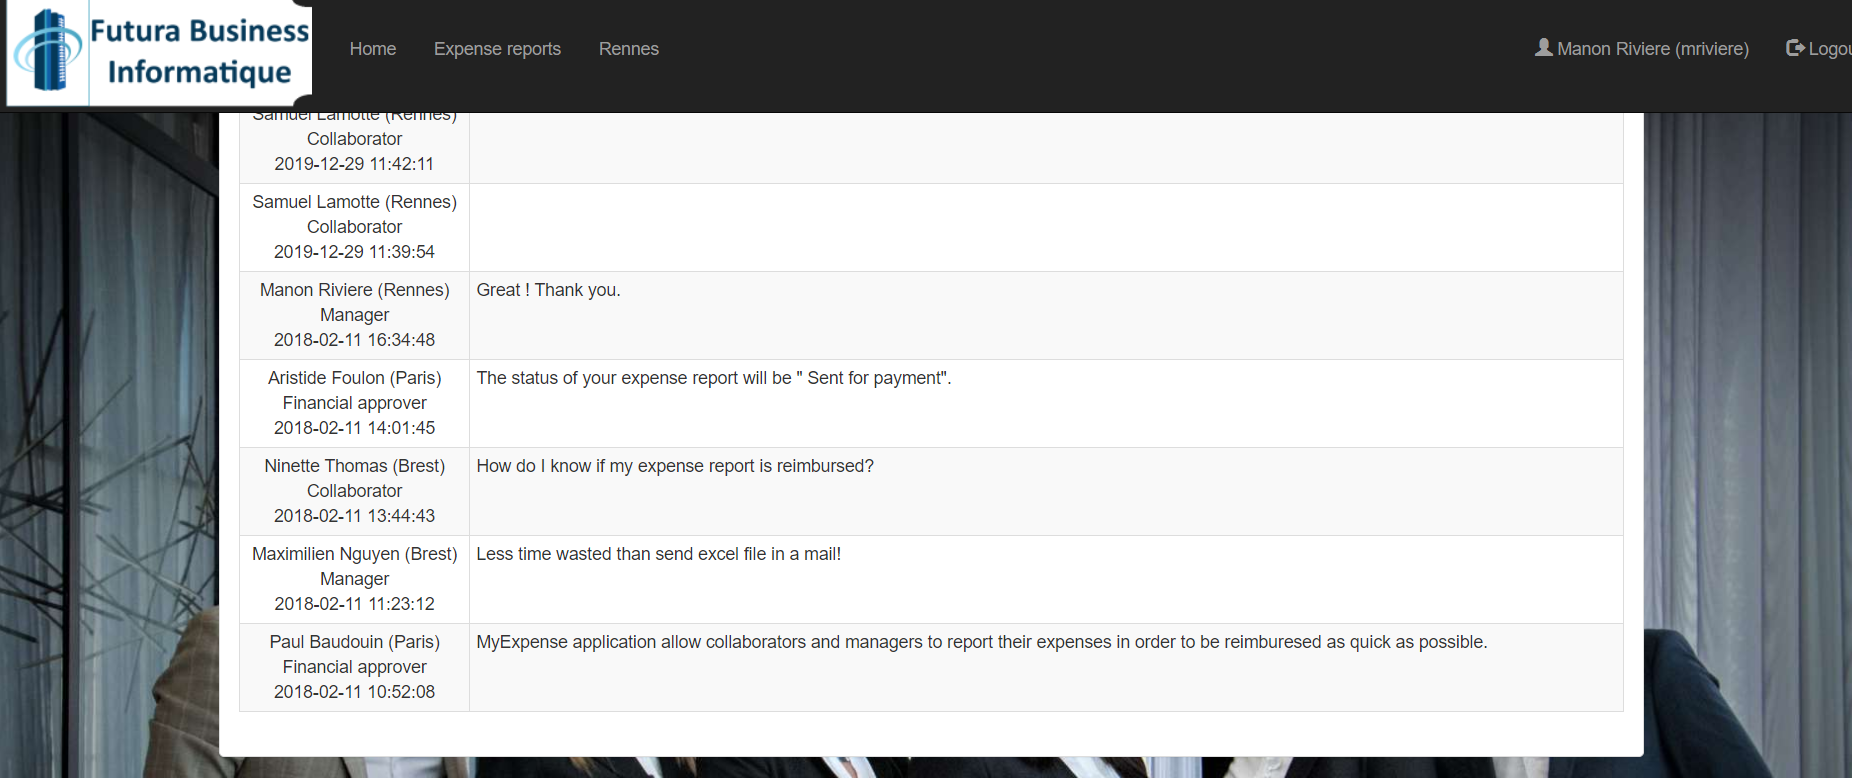 Futura Business
Informatique
Home
Expense reports
Rennes
Manon Riviere (mriviere)
Logou
Samuel Lamotte (Rennes)
Collaborator
2019-12-29 11:42:11
Samuel Lamotte (Rennes)
Collaborator
2019-12-29 11:39:54
Manon Riviere (Rennes)
Manager
2018-02-11 16:34:48
Great ! Thank you.
Aristide Foulon (Paris)
Financial approver
2018-02-11 14:01:45
The status of your expense report will be " Sent for payment".
Ninette Thomas (Brest)
Collaborator
2018-02-11 13:44:43
How do I know if my expense report is reimbursed?
Maximilien Nguyen (Brest)
Manager
2018-02-11 11:23:12
Less time wasted than send excel file in a mail!
Paul Baudouin (Paris)
Financial approver
2018-02-11 10:52:08
MyExpense application allow collaborators and managers to report their expenses in order to be reimburesed as quick as possible.